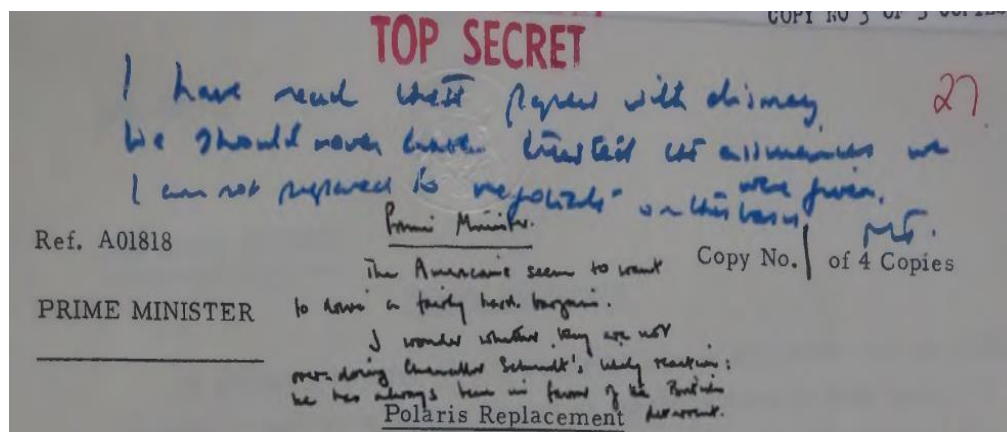 COPY NO 3 OF 3 COPIES
TOP SECRET
27
I have read these papers with dismay.
We should never have trusted the assurances we
were given.
I am not prepared to negotiate on this basis
MT.
Ref. A01818
Prime Minister.
Copy No. 1 of 4 Copies
The Americans seem to want
PRIME MINISTER
to drive a fairly hard bargain.
I wonder whether they are not
over-doing Chancellor Schmidt's likely reaction:
he has always been in favour of the British
deterrent.
Polaris Replacement